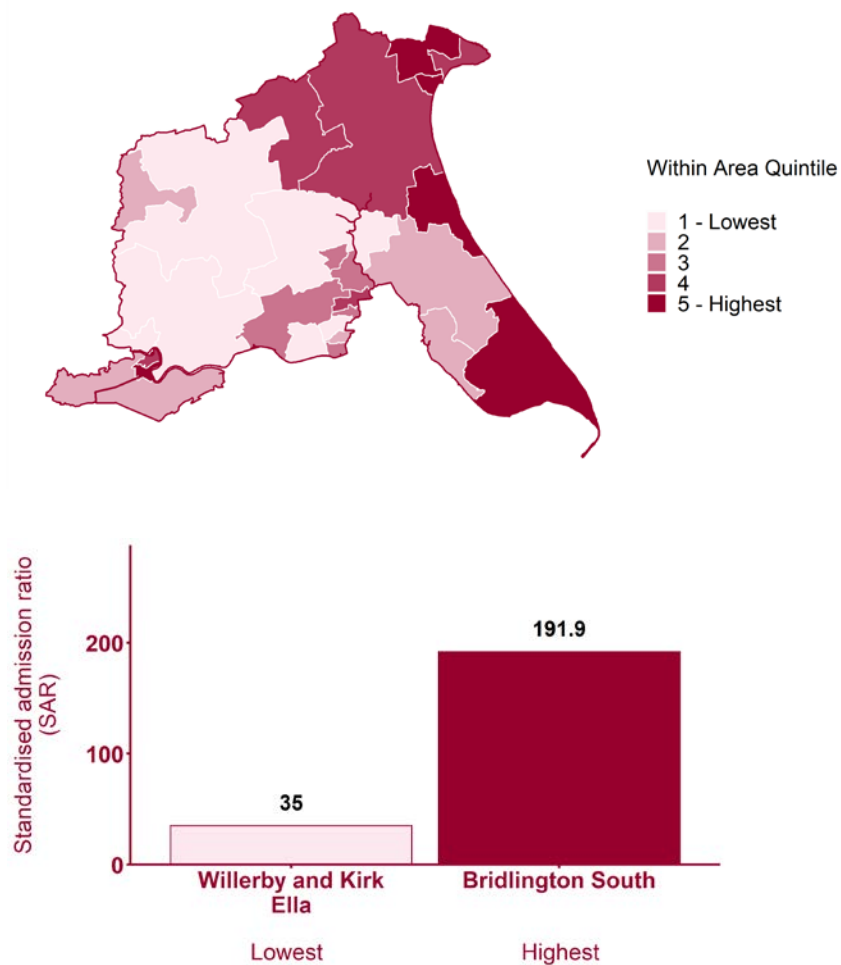 Within Area Quintile
1 - Lowest
2
3
4
5 - Highest
Standardised admission ratio
(SAR)
200
100
0
35
191.9
Willerby and Kirk
Ella
Bridlington South
Lowest
Highest